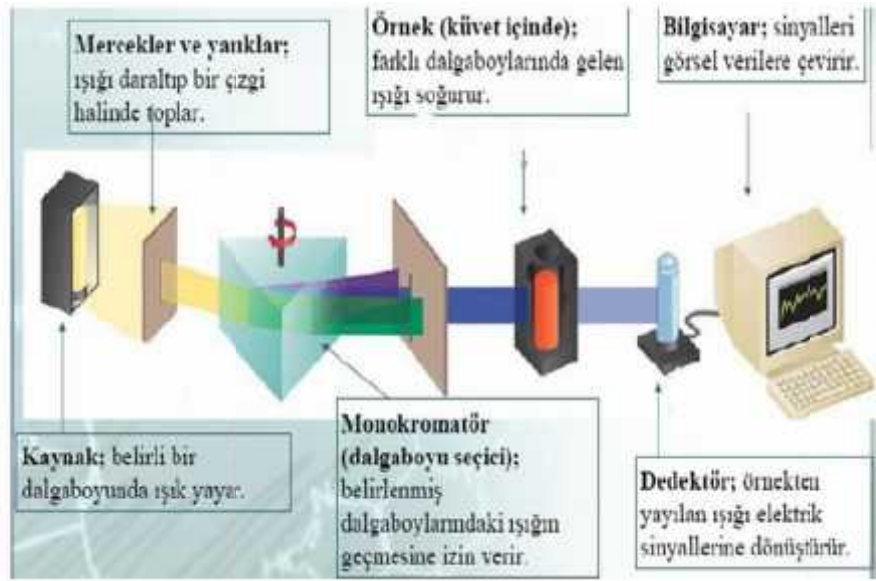 Mercekler ve yarıklar;
ışığı daraltıp bir çizgi
halinde toplar.
Örnek (küvet içinde);
farklı dalgaboylarında gelen
ışığı soğurur.
Bilgisayar; sinyalleri
görsel verilere çevirir.
Kaynak; belirli bir
dalgaboyunda ışık yayar.
Monokromatör
(dalgaboyu seçici);
belirlenmiş
dalgaboylarındaki ışığın
geçmesine izin verir.
Dedektör; örnekten
yayılan ışığı elektrik
sinyallerine dönüştürür.